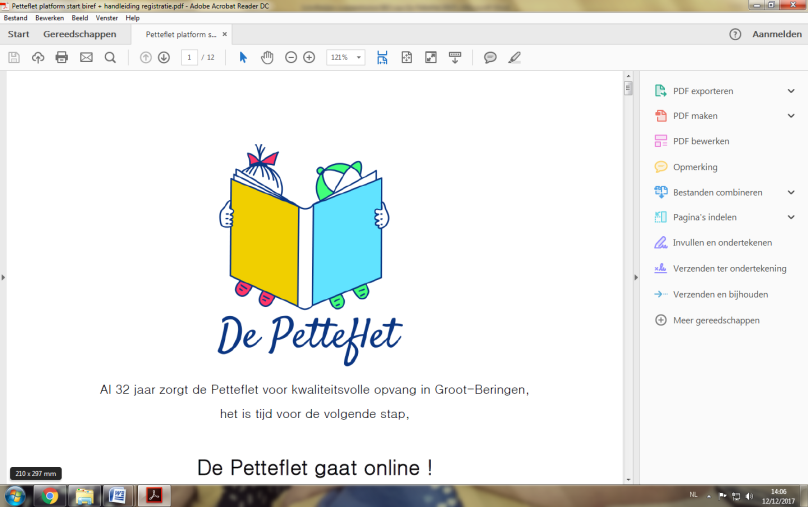 Petteflet platform start biref + handleiding registratie.pdf - Adobe Acrobat Reader DC
Bestand Bewerken Beeld Venster Help
Start Gereedschappen Petteflet platform s... × Aanmelden
1 / 12 121%
PDF exporteren
PDF maken
PDF bewerken
Opmerking
Bestanden combineren
Pagina's indelen
Invullen en ondertekenen
Verzenden ter ondertekening
Verzenden en bijhouden
Meer gereedschappen
De Petteflet
Al 32 jaar zorgt de Petteflet voor kwaliteitsvolle opvang in Groot-Beringen,
het is tijd voor de volgende stap,
De Petteflet gaat online !
210 x 297 mm
NL 14:06
12/12/2017